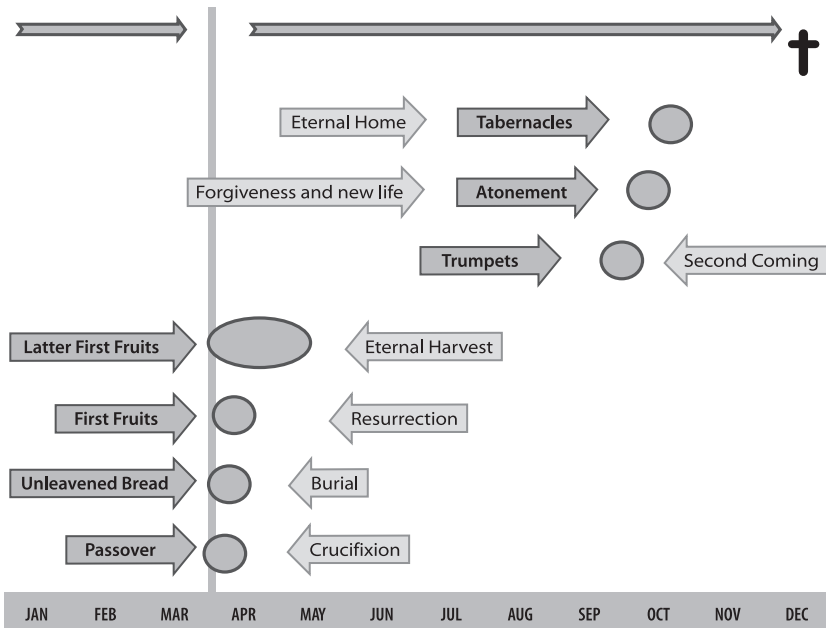 Eternal Home Tabernacles
Forgiveness and new life Atonement
Trumpets Second Coming
Latter First Fruits Eternal Harvest
First Fruits Resurrection
Unleavened Bread Burial
Passover Crucifixion
JAN FEB MAR APR MAY JUN JUL AUG SEP OCT NOV DEC